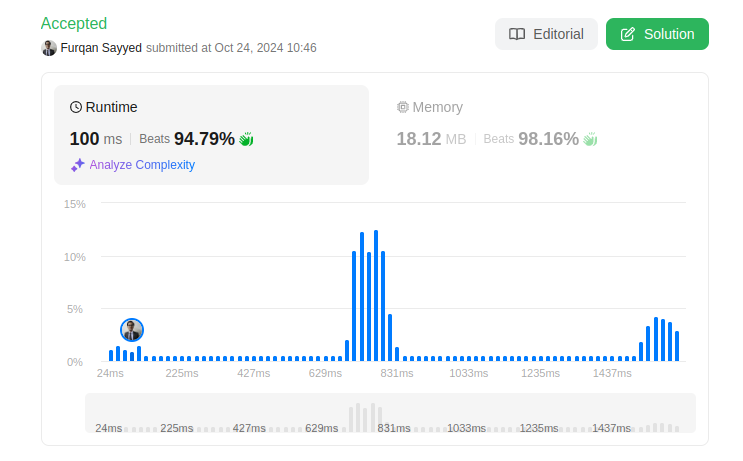 Accepted
Editorial
Solution
Furqan Sayyed submitted at Oct 24, 2024 10:46
Runtime
Memory
100 ms | Beats 94.79%
18.12 MB | Beats 98.16%
Analyze Complexity
15%
10%
5%
0%
24ms 225ms 427ms 629ms 831ms 1033ms 1235ms 1437ms
24ms 225ms 427ms 629ms 831ms 1033ms 1235ms 1437ms